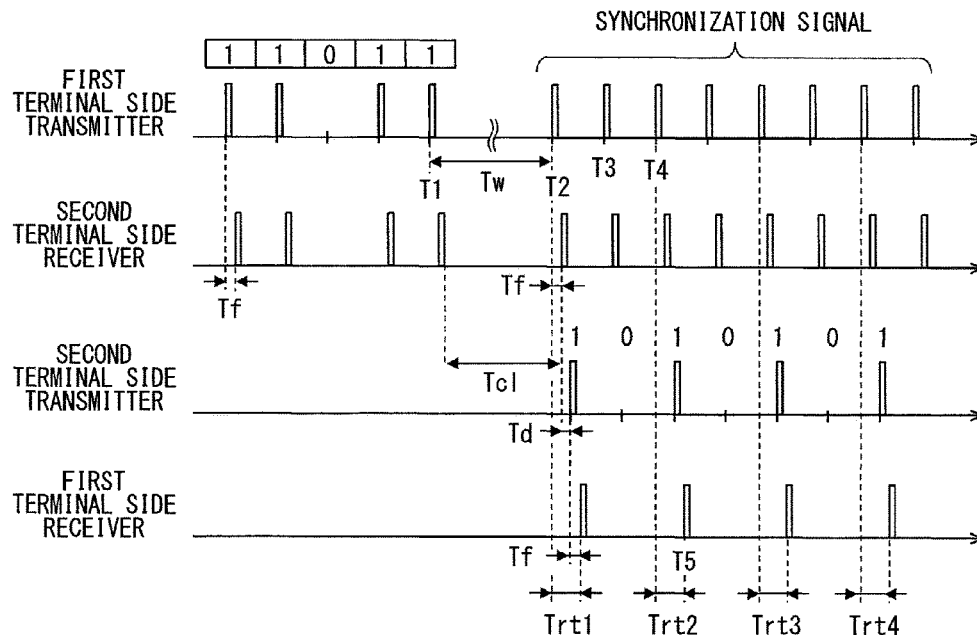 SYNCHRONIZATION SIGNAL
1 1 0 1 1
FIRST
TERMINAL SIDE
TRANSMITTER
T1
Tw
T2
T3
T4
SECOND
TERMINAL SIDE
RECEIVER
Tf
Tf
1 0 1 0 1 0 1
SECOND
TERMINAL SIDE
TRANSMITTER
Tcl
Td
FIRST
TERMINAL SIDE
RECEIVER
Tf
T5
Trt1 Trt2 Trt3 Trt4